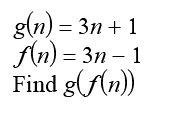 g(n) = 3n + 1
f(n) = 3n − 1
Find g(f(n))